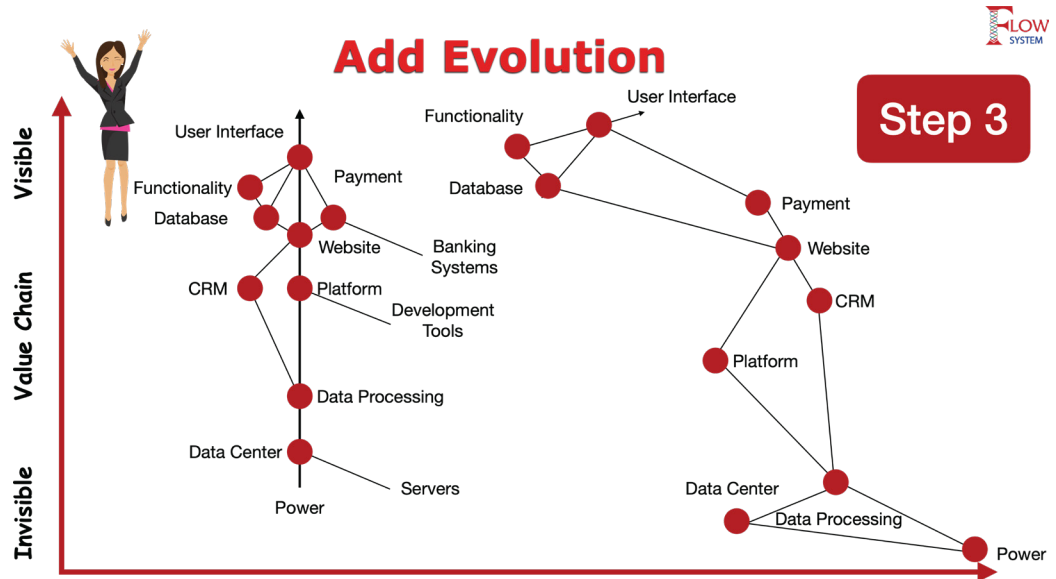 FLOW
SYSTEM
Add Evolution
Step 3
Visible
Value Chain
Invisible
User Interface
Functionality
Payment
Database
Website
Banking
Systems
CRM
Platform
Development
Tools
Data Processing
Data Center
Servers
Power
User Interface
Functionality
Database
Payment
Website
CRM
Platform
Data Center
Data Processing
Power